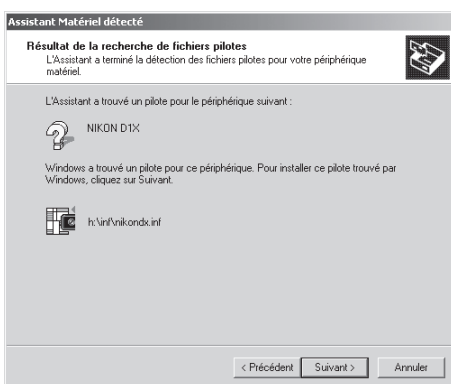 Assistant Matériel détecté
Résultat de la recherche de fichiers pilotes
L'Assistant a terminé la détection des fichiers pilotes pour votre périphérique
matériel.
L'Assistant a trouvé un pilote pour le périphérique suivant :
NIKON D1X
Windows a trouvé un pilote pour ce périphérique. Pour installer ce pilote trouvé par
Windows, cliquez sur Suivant.
h:\inf\nikondx.inf
< Précédent Suivant > Annuler